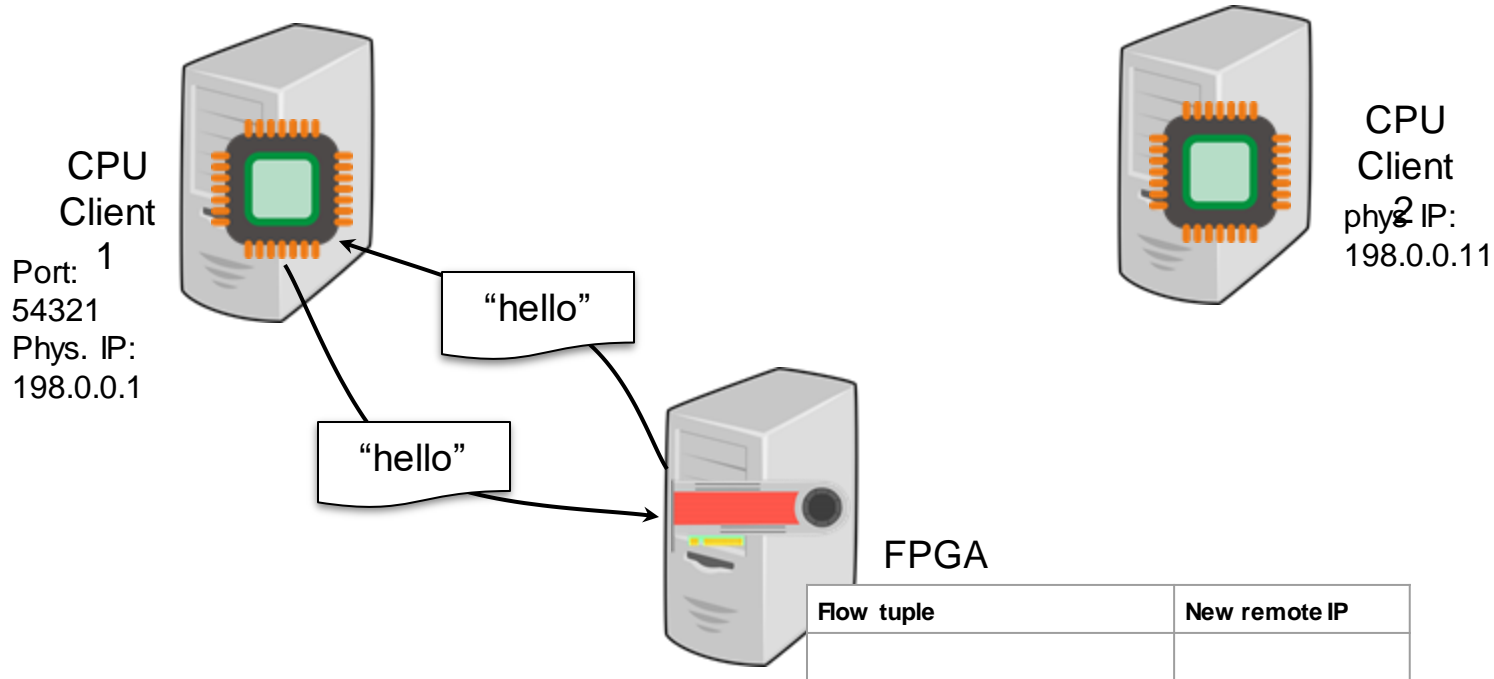 CPU
Client
1
Port:
54321
Phys. IP:
198.0.0.1
“hello”
“hello”
CPU
Client
2
phys IP:
198.0.0.11
FPGA
Flow tuple
New remote IP